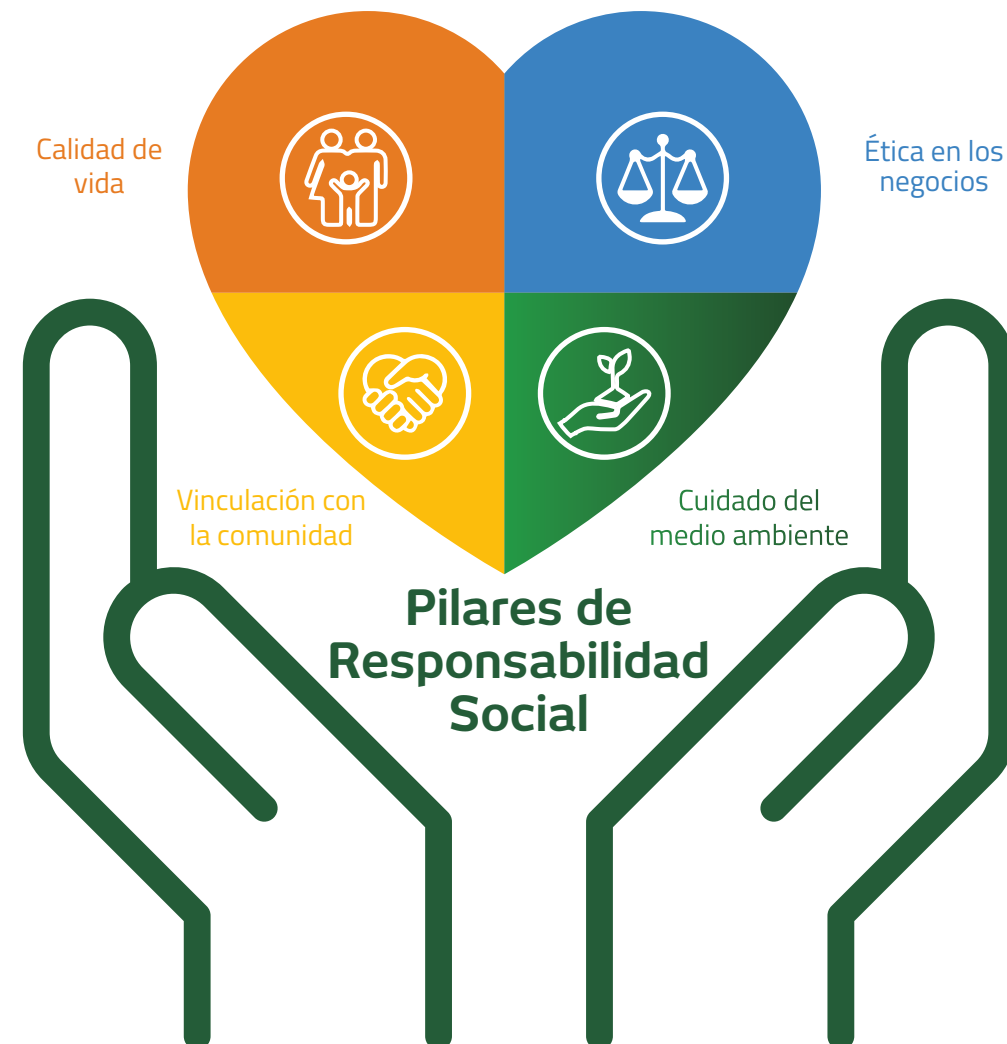 Calidad de
vida
Ética en los
negocios
Vinculación con
la comunidad
Cuidado del
medio ambiente
Pilares de
Responsabilidad
Social